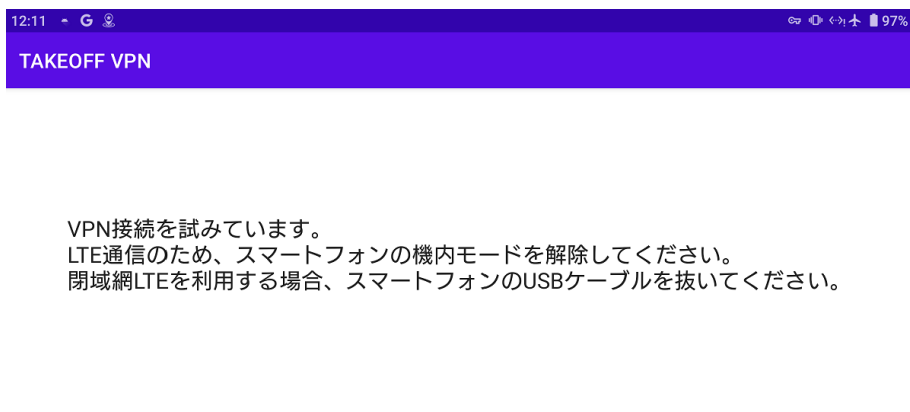 12:11
97%
TAKEOFF VPN
VPN接続を試みています。
LTE通信のため、スマートフォンの機内モードを解除してください。
閉域網LTEを利用する場合、スマートフォンのUSBケーブルを抜いてください。